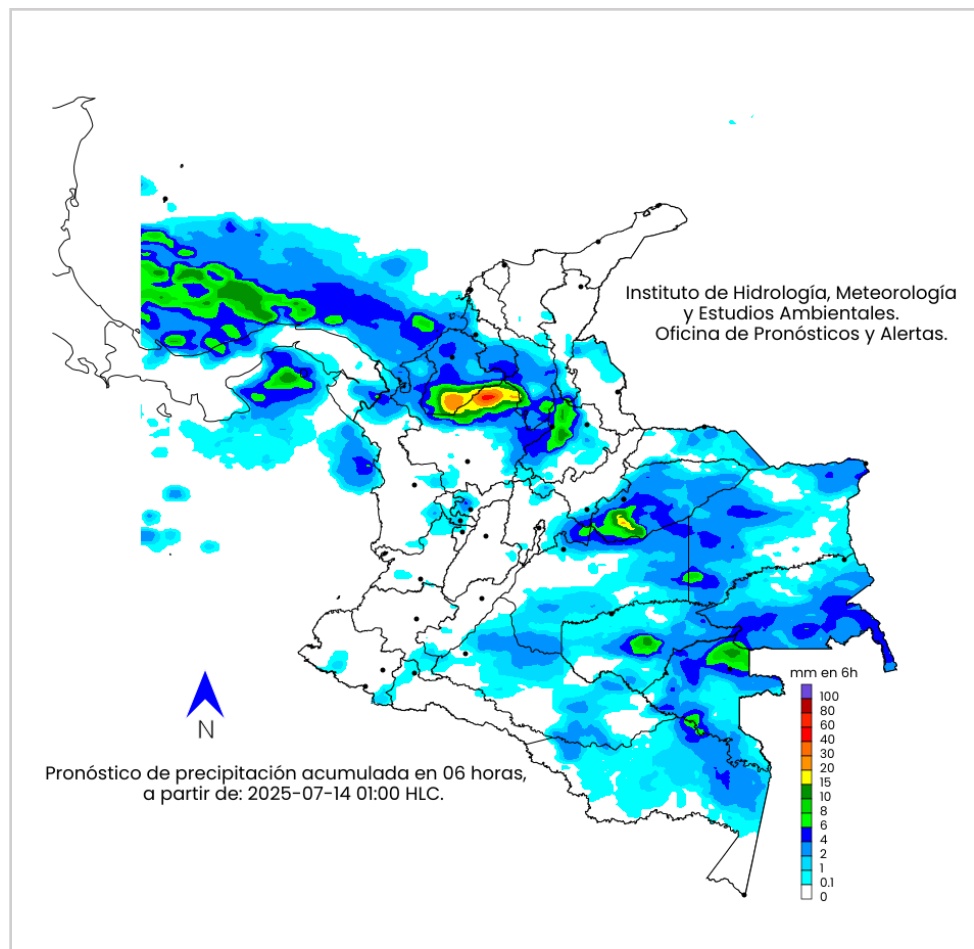 Instituto de Hidrología, Meteorología
y Estudios Ambientales.
Oficina de Pronósticos y Alertas.
mm en 6h
100
80
60
40
30
20
15
10
8
6
4
2
1
0.1
0
N
Pronóstico de precipitación acumulada en 06 horas,
a partir de: 2025-07-14 01:00 HLC.